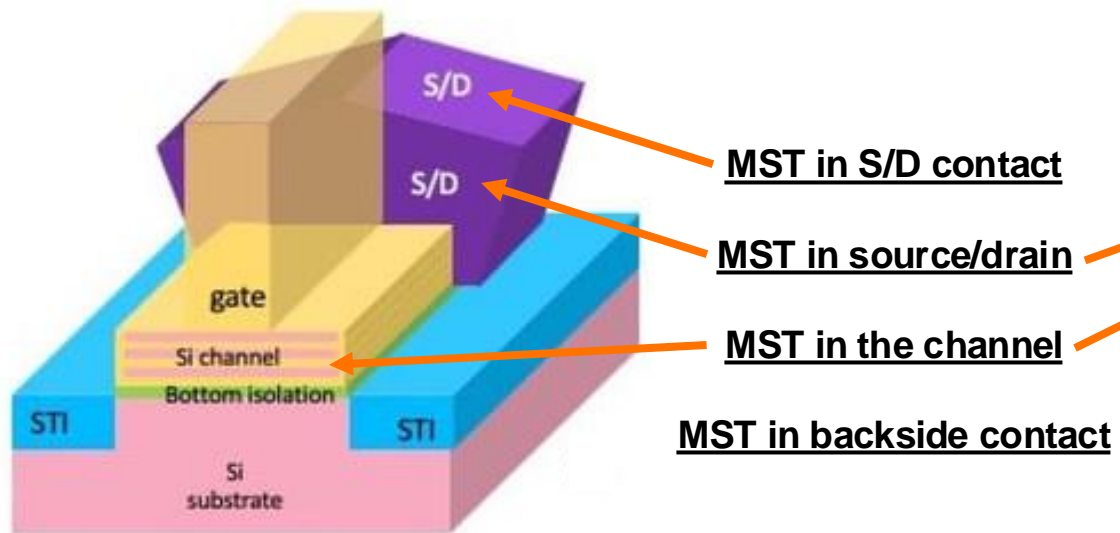 S/D
MST in S/D contact
S/D
MST in source/drain
gate
Si channel
MST in the channel
Bottom isolation
STI
STI
MST in backside contact
Si
substrate